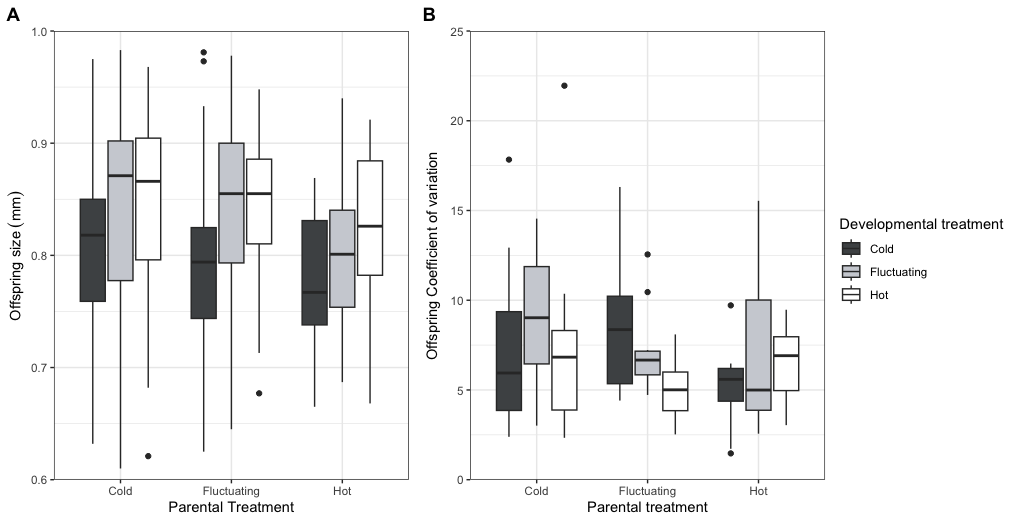 A
1.0
0.9
0.8
0.7
0.6
Offspring size (mm)
Cold
Fluctuating
Hot
Parental Treatment
B
25
20
15
10
5
0
Offspring Coefficient of variation
Cold
Fluctuating
Hot
Parental treatment
Developmental treatment
Cold
Fluctuating
Hot